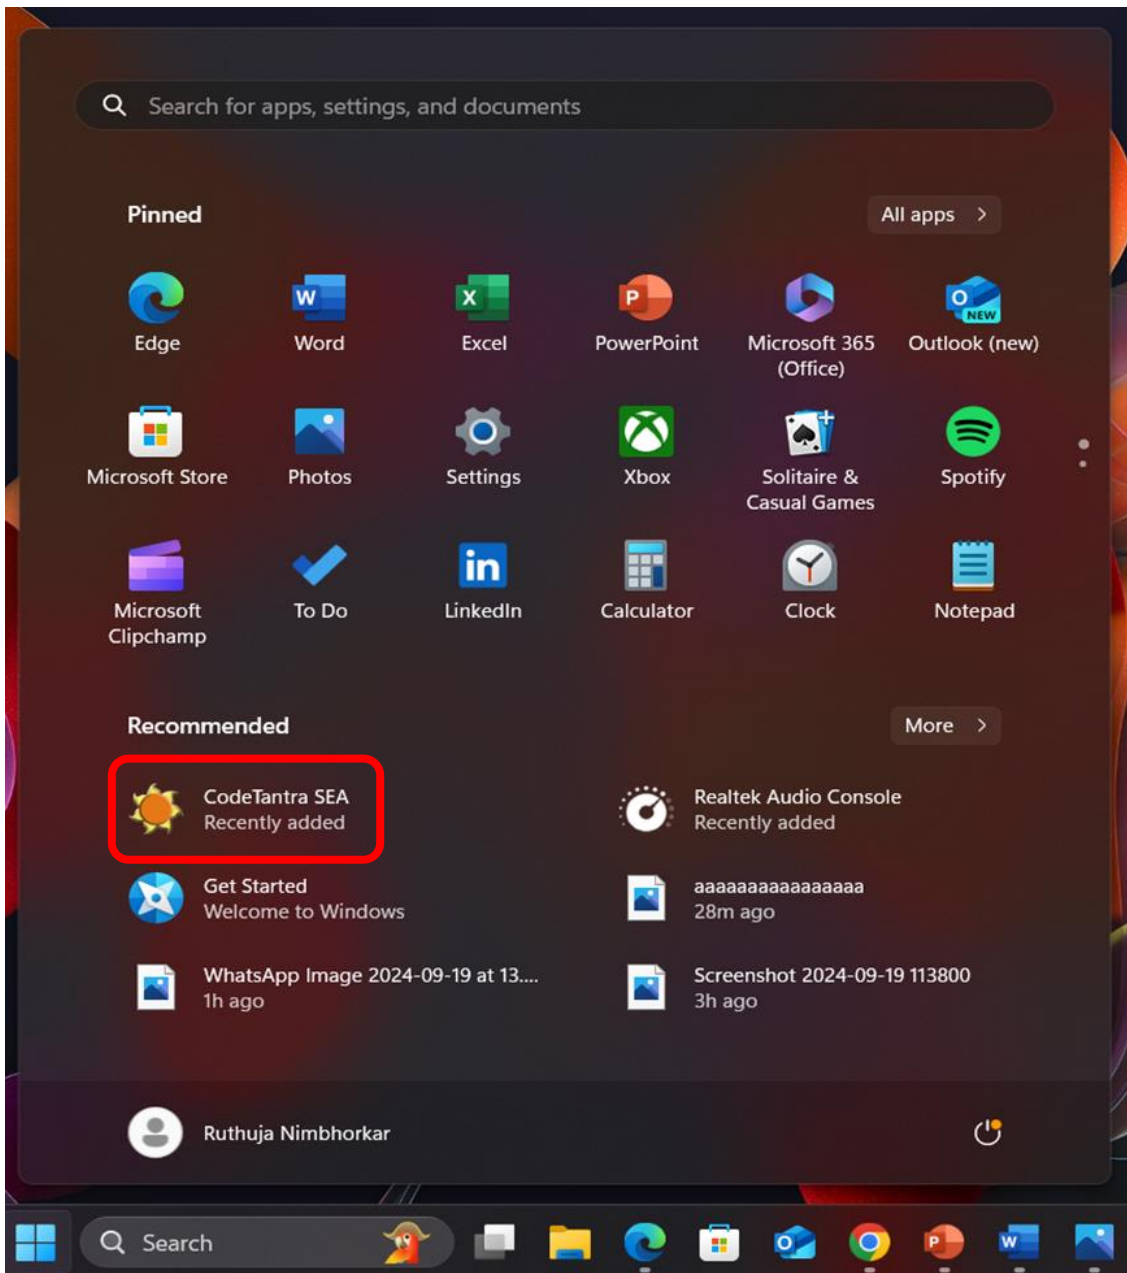 Search for apps, settings, and documents
Pinned
All apps
Edge
Word
Excel
PowerPoint
Microsoft 365
(Office)
Outlook (new)
Microsoft Store
Photos
Settings
Xbox
Solitaire &
Casual Games
Spotify
Microsoft
Clipchamp
To Do
LinkedIn
Calculator
Clock
Notepad
Recommended
More
CodeTantra SEA
Recently added
Realtek Audio Console
Recently added
Get Started
Welcome to Windows
aaaaaaaaaaaaaaaa
28m ago
WhatsApp Image 2024-09-19 at 13....
1h ago
Screenshot 2024-09-19 113800
3h ago
Ruthuja Nimbhorkar
Search